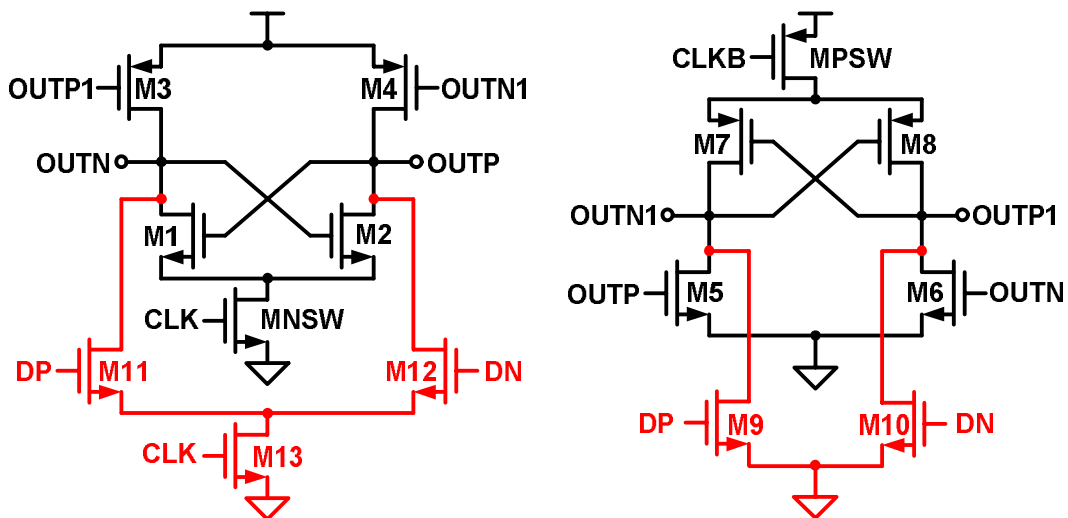 CLKB MPSW
OUTP1 M3 M4 OUTN1
M7 M8
OUTN OUTP
OUTN1 OUTP1
M1 M2
OUTP M5 M6 OUTN
CLK MNSW
DP M11 M12 DN
DP M9 M10 DN
CLK M13